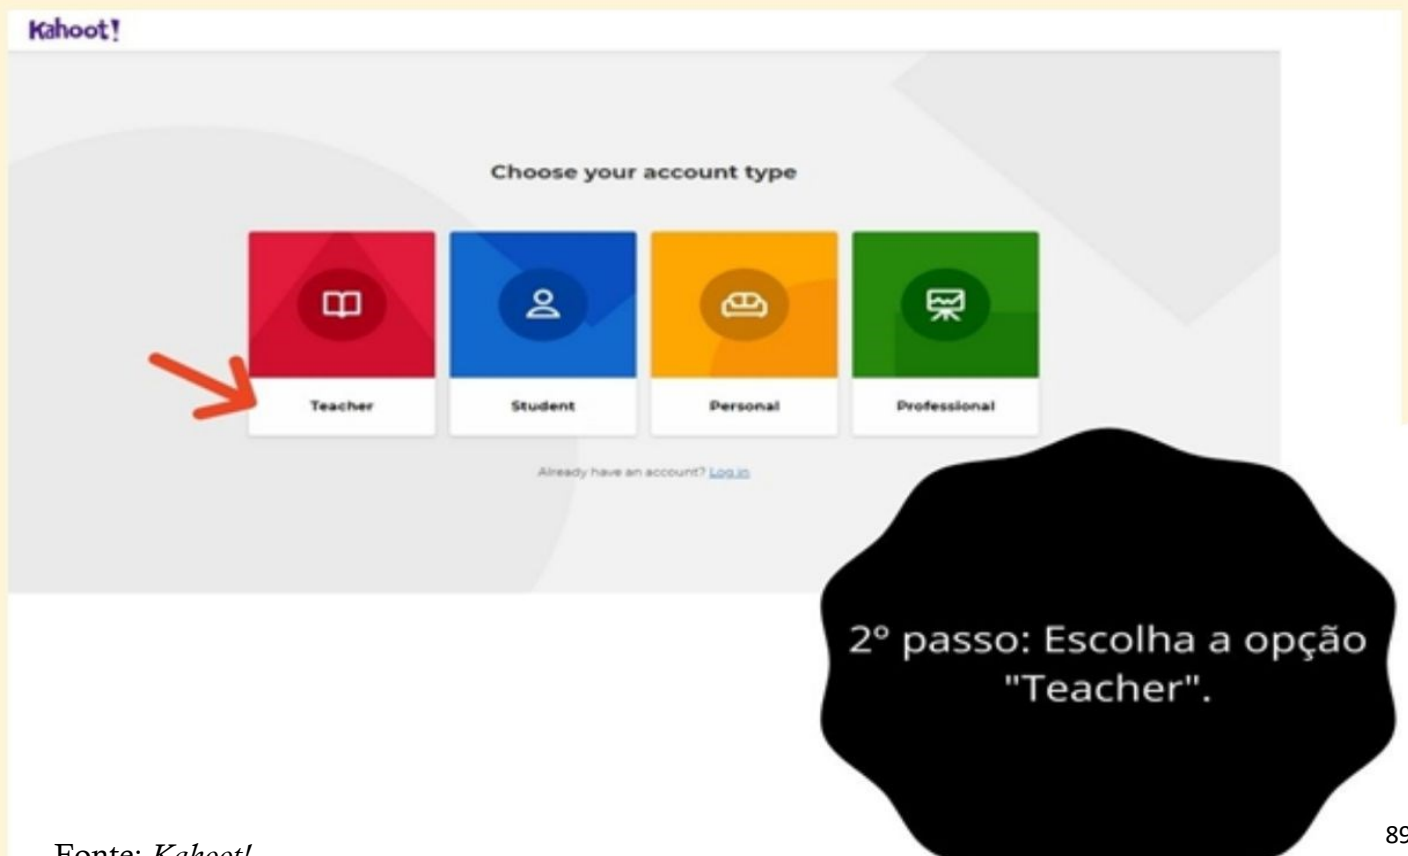 Kahoot!
Choose your account type
Teacher
Student
Personal
Professional
Already have an account? Log in
2º passo: Escolha a opção
"Teacher".
Fonte: Kahoot!
89